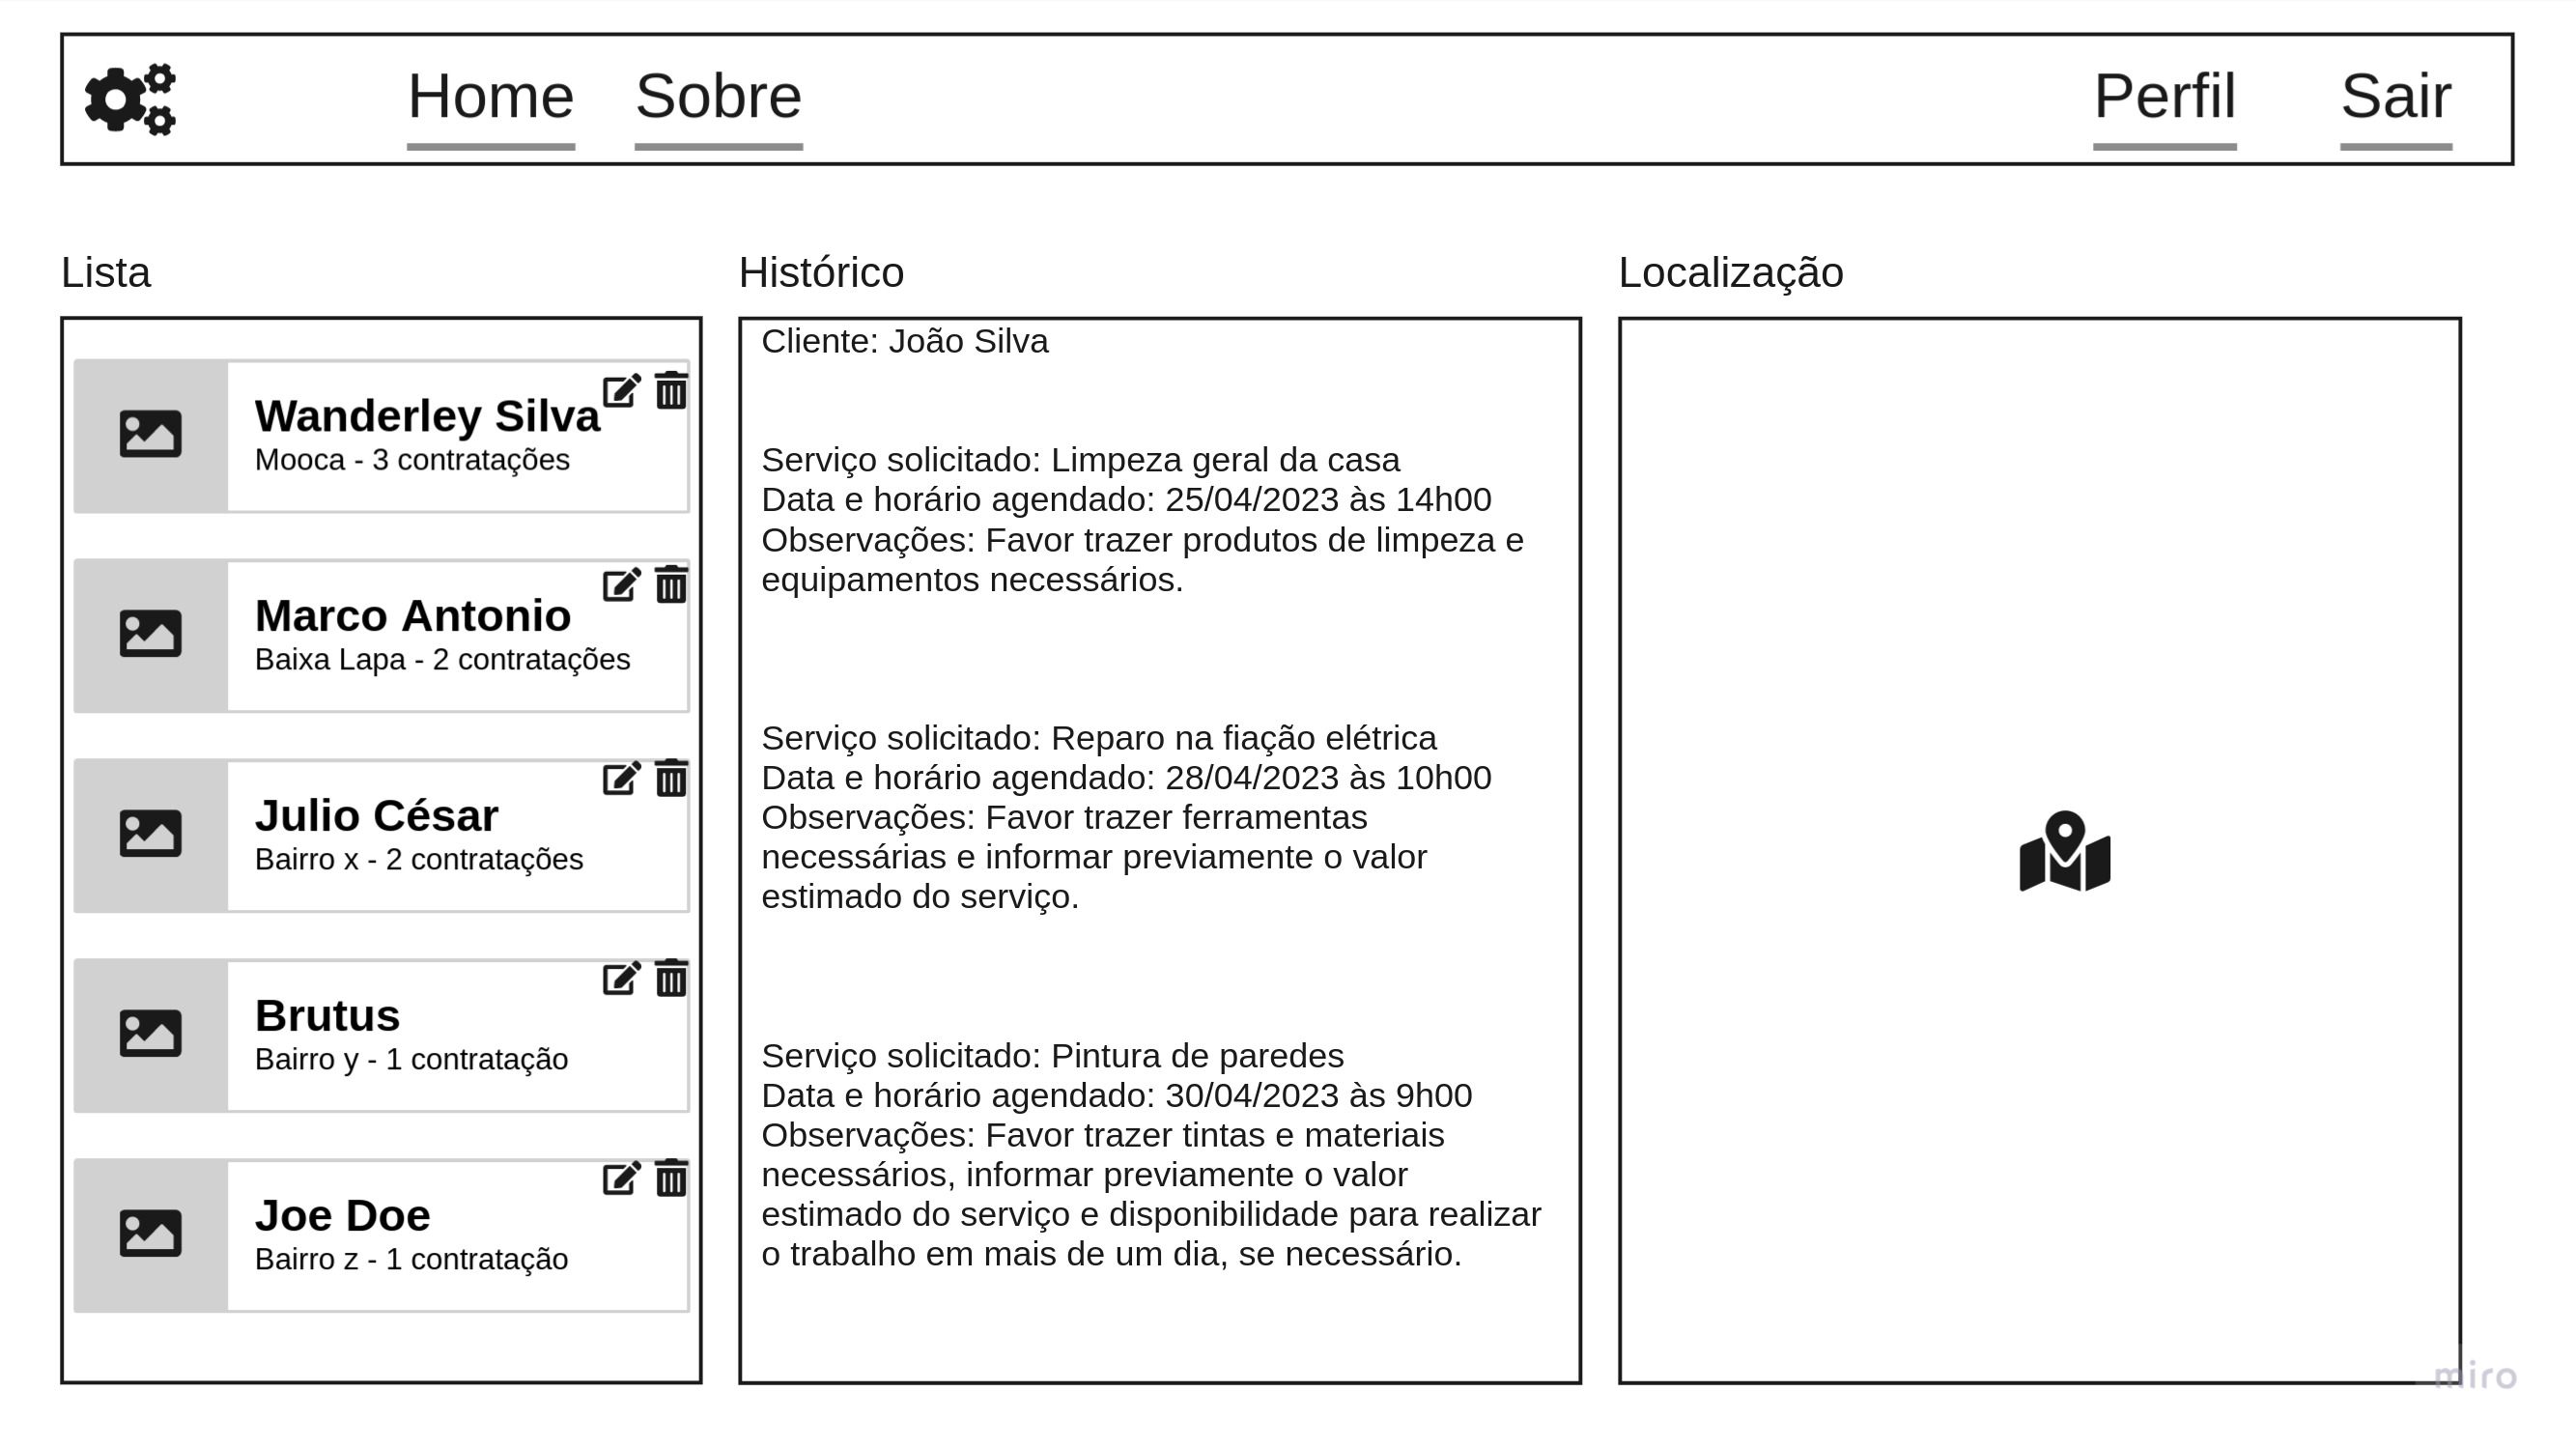 Home
Sobre
Perfil
Sair
Lista
Wanderley Silva
Mooca - 3 contratações
Marco Antonio
Baixa Lapa - 2 contratações
Julio César
Bairro x - 2 contratações
Brutus
Bairro y - 1 contratação
Joe Doe
Bairro z - 1 contratação
Histórico
Cliente: João Silva
Serviço solicitado: Limpeza geral da casa
Data e horário agendado: 25/04/2023 às 14h00
Observações: Favor trazer produtos de limpeza e
equipamentos necessários.
Serviço solicitado: Reparo na fiação elétrica
Data e horário agendado: 28/04/2023 às 10h00
Observações: Favor trazer ferramentas
necessárias e informar previamente o valor
estimado do serviço.
Serviço solicitado: Pintura de paredes
Data e horário agendado: 30/04/2023 às 9h00
Observações: Favor trazer tintas e materiais
necessários, informar previamente o valor
estimado do serviço e disponibilidade para realizar
o trabalho em mais de um dia, se necessário.
Localização
miro